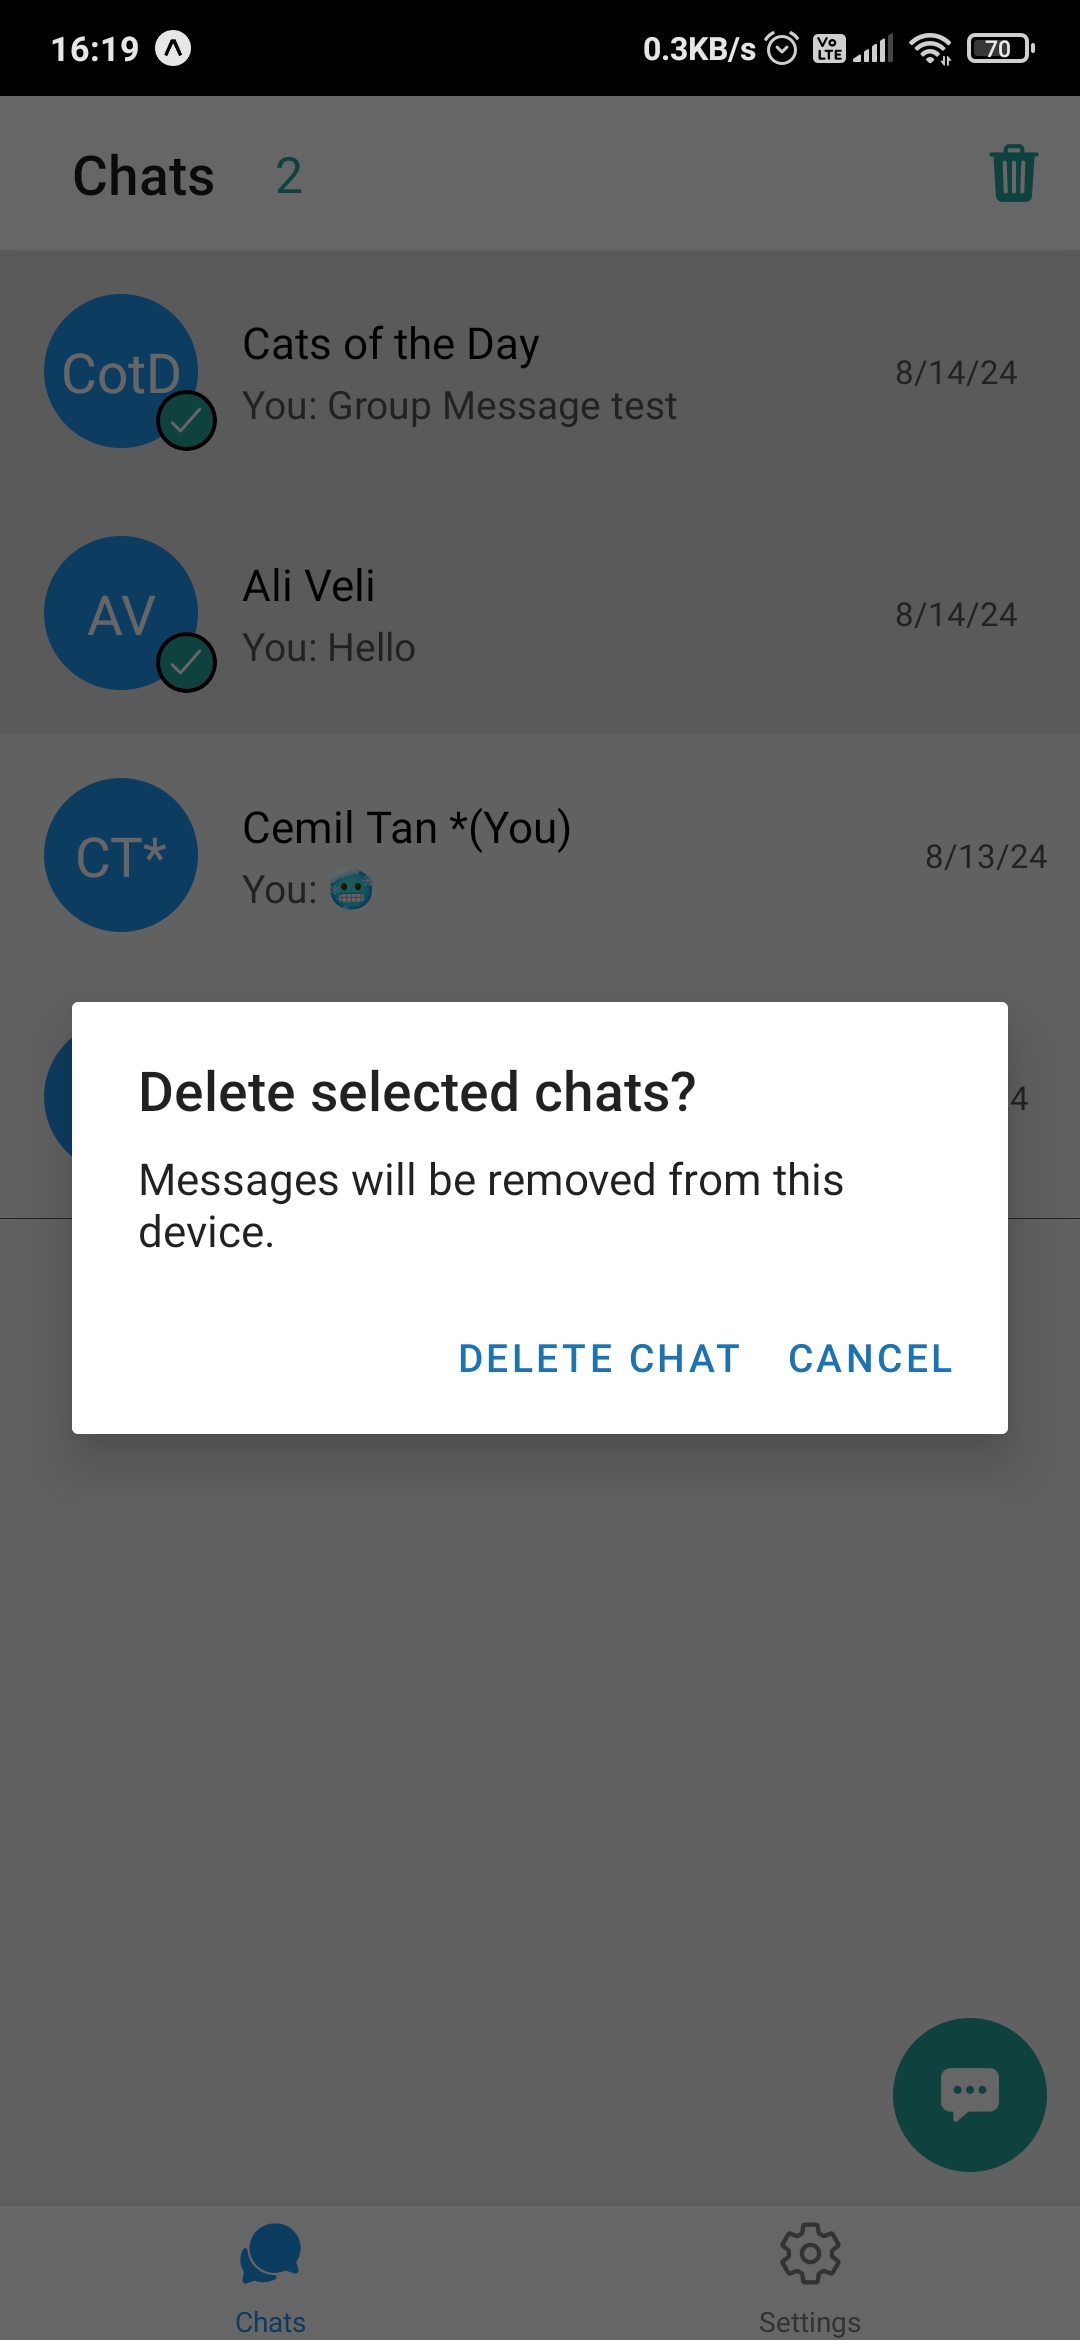 16:19
0.3KB/s
VO LTE
70
Chats 2
CotD
Cats of the Day
You: Group Message test
8/14/24
AV
Ali Veli
You: Hello
8/14/24
CT*
Cemil Tan *(You)
You: 🥶
8/13/24
4
Delete selected chats?
Messages will be removed from this
device.
DELETE CHAT CANCEL
Chats
Settings